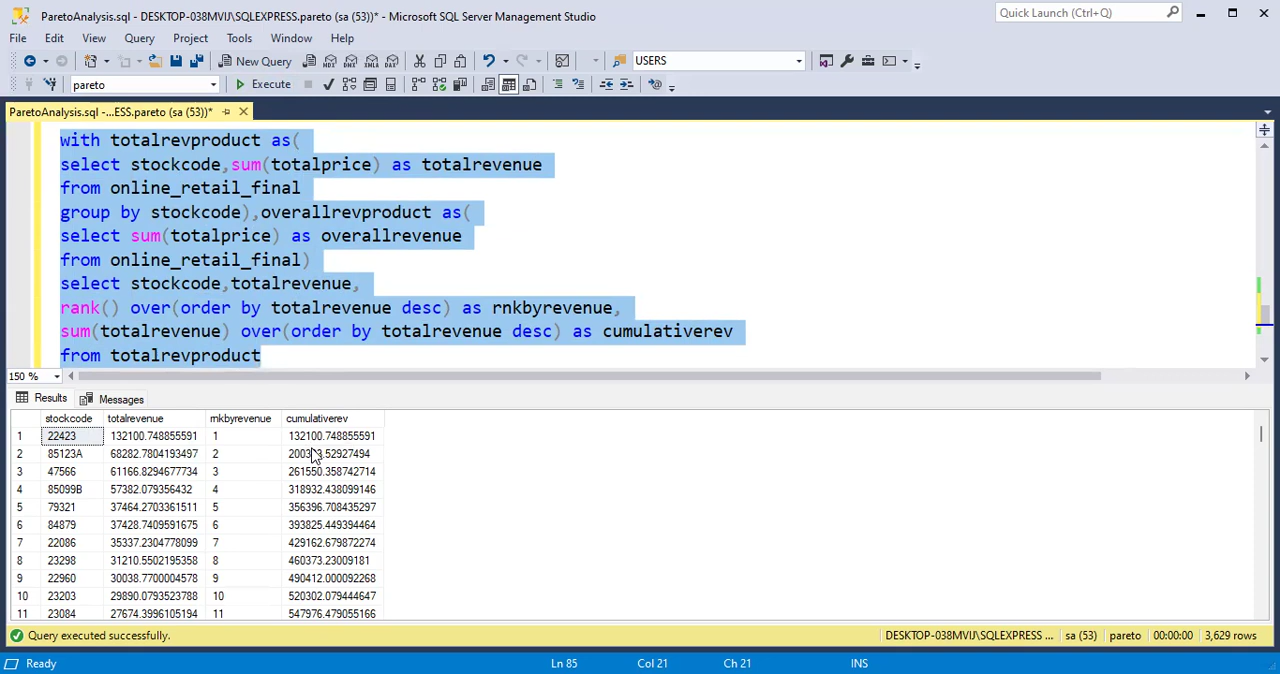 ParetoAnalysis.sql - DESKTOP-038MVIJ\SQLEXPRESS.pareto (sa (53))* - Microsoft SQL Server Management Studio
Quick Launch (Ctrl+Q)
File Edit View Query Project Tools Window Help
New Query MDX DMX XMLA DAX USERS
pareto Execute
ParetoAnalysis.sql -...ESS.pareto (sa (53))*
with totalrevproduct as(
select stockcode,sum(totalprice) as totalrevenue
from online_retail_final
group by stockcode),overallrevproduct as(
select sum(totalprice) as overallrevenue
from online_retail_final)
select stockcode,totalrevenue,
rank() over(order by totalrevenue desc) as rnkbyrevenue,
sum(totalrevenue) over(order by totalrevenue desc) as cumulativerev
from totalrevproduct
150 %
Results Messages
stockcode totalrevenue rnkbyrevenue cumulativerev
1 22423 132100.748855591 1 132100.748855591
2 85123A 68282.7804193497 2
3 47566 61166.8294677734 3 261550.358742714
4 85099B 57382.079356432 4 318932.438099146
5 79321 37464.2703361511 5 356396.708435297
6 84879 37428.7409591675 6 393825.449394464
7 22086 35337.2304778099 7 429162.679872274
8 23298 31210.5502195358 8 460373.23009181
9 22960 30038.7700004578 9 490412.000092268
10 23203 29890.0793523788 10 520302.079444647
11 23084 27674.3996105194 11 547976.479055166
Query executed successfully. DESKTOP-038MVIJ\SQLEXPRESS ... sa (53) pareto 00:00:00 3,629 rows
Ready Ln 85 Col 21 Ch 21 INS